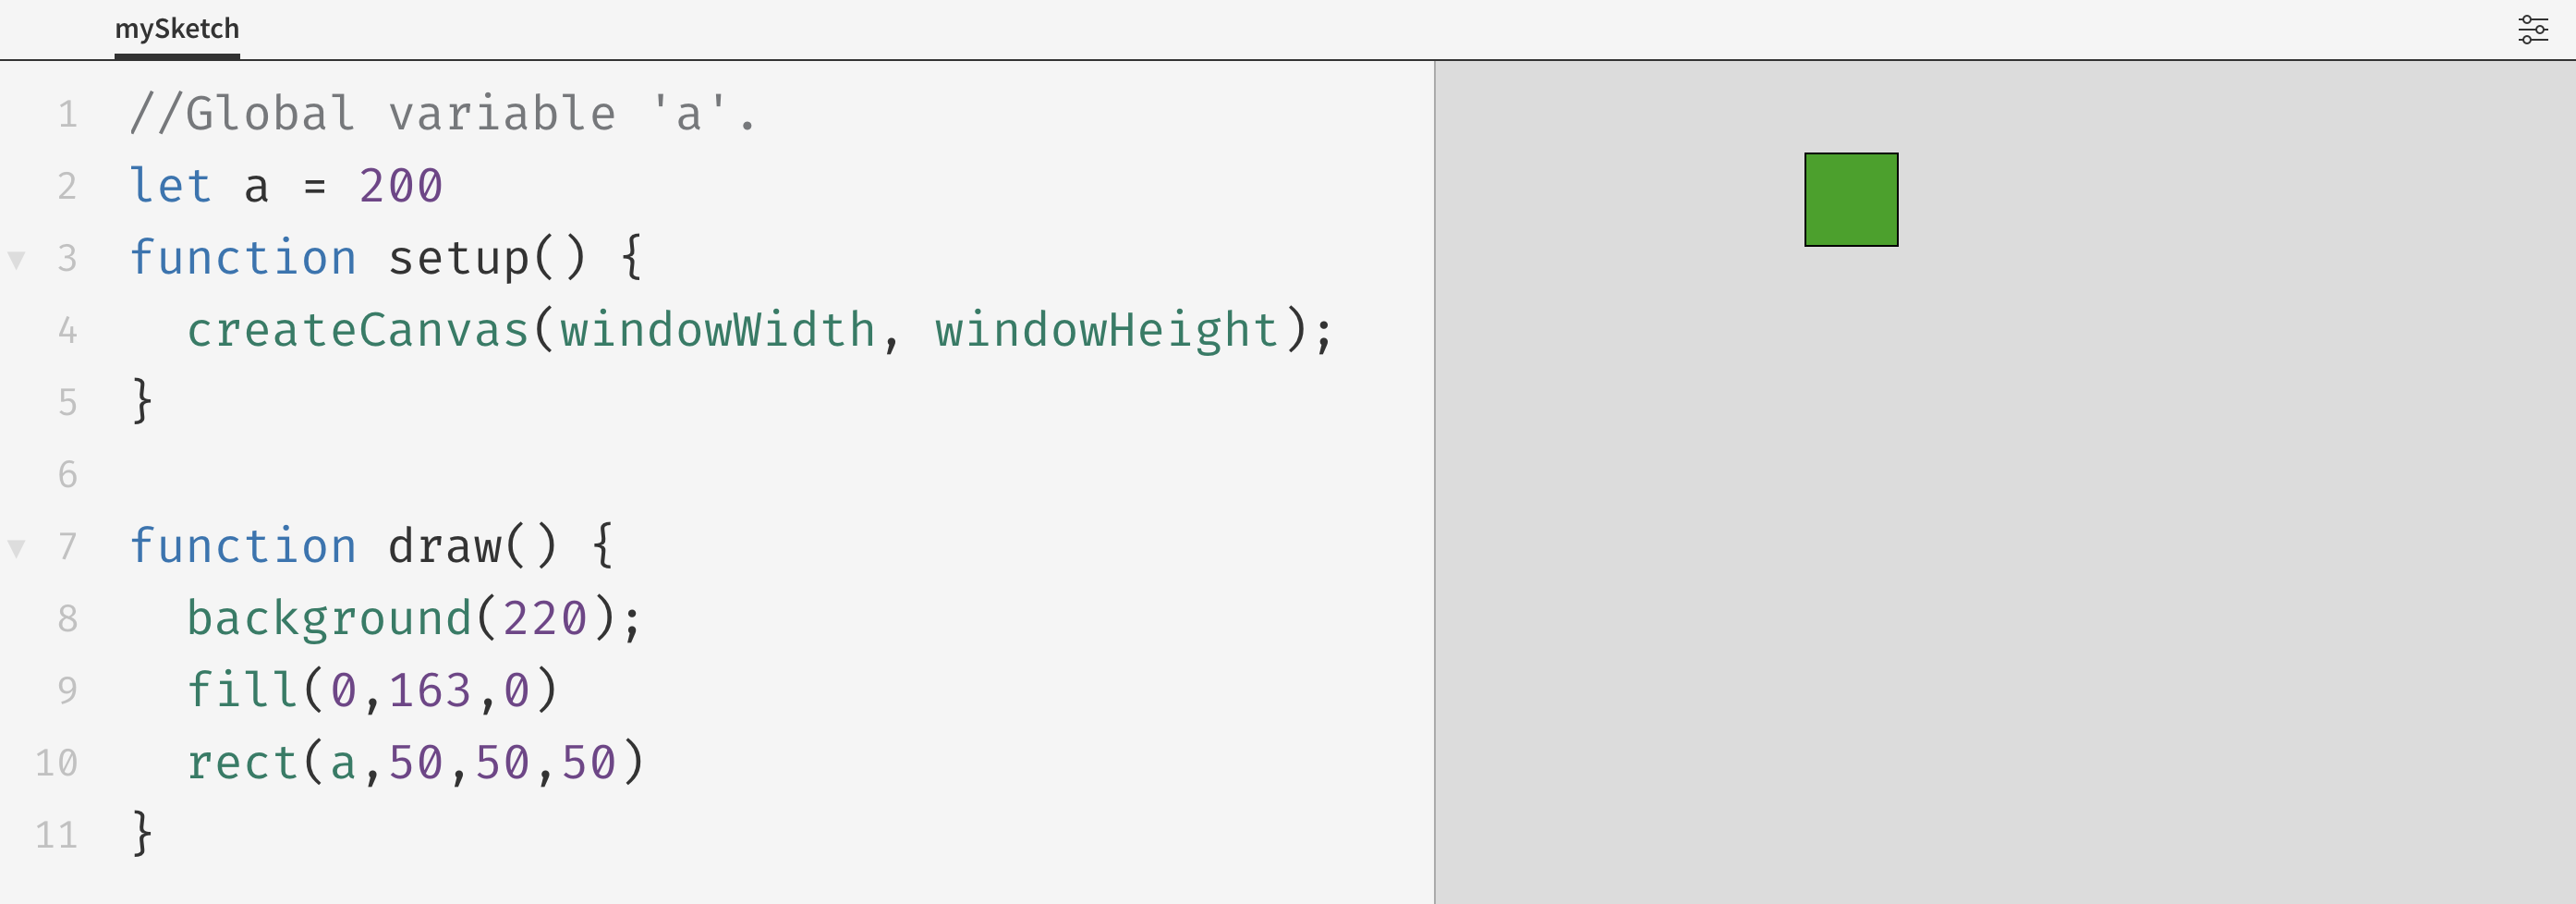 mySketch
1 //Global variable 'a'.
2 let a = 200
3 function setup() {
4   createCanvas(windowWidth, windowHeight);
5 }
6
7 function draw() {
8   background(220);
9   fill(0,163,0)
10   rect(a,50,50,50)
11 }